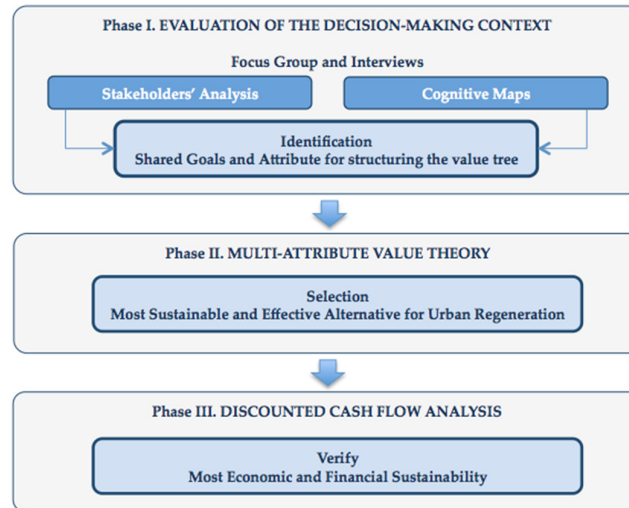 Phase I. EVALUATION OF THE DECISION-MAKING CONTEXT
Focus Group and Interviews
Stakeholders' Analysis
Cognitive Maps
Identification
Shared Goals and Attribute for structuring the value tree
Phase II. MULTI-ATTRIBUTE VALUE THEORY
Selection
Most Sustainable and Effective Alternative for Urban Regeneration
Phase III. DISCOUNTED CASH FLOW ANALYSIS
Verify
Most Economic and Financial Sustainability